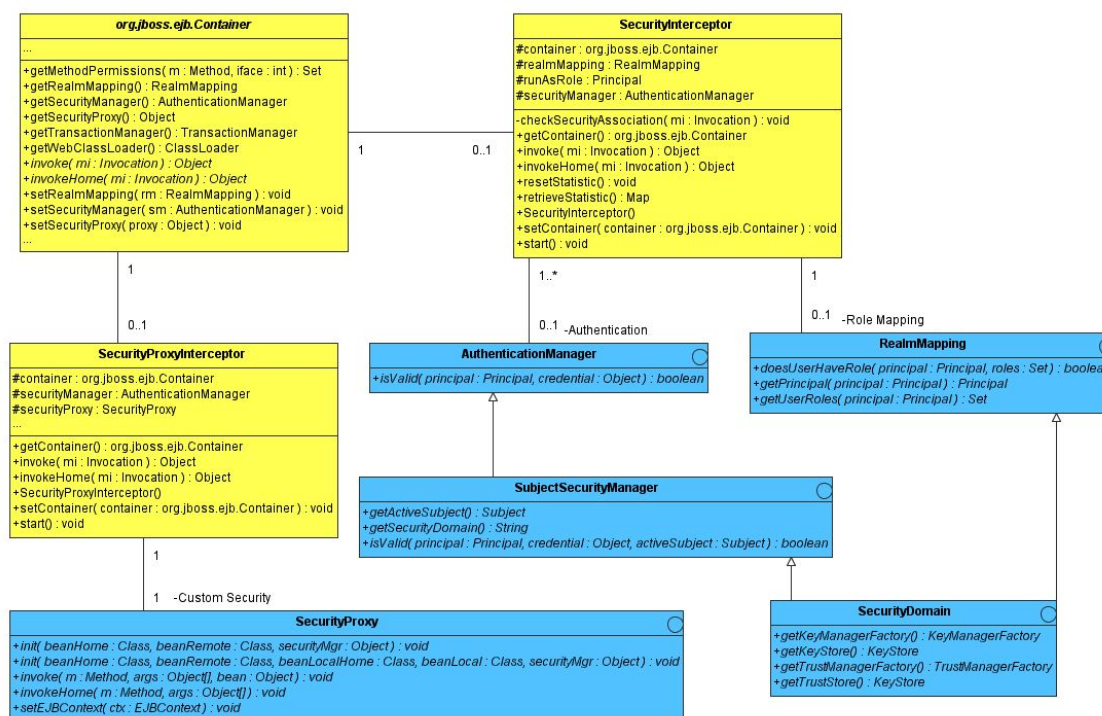 org.jboss.ejb.Container
...
+getMethodPermissions( m : Method, iface : int ) : Set
+getRealmMapping() : RealmMapping
+getSecurityManager() : AuthenticationManager
+getSecurityProxy() : Object
+getTransactionManager() : TransactionManager
+getWebClassLoader() : ClassLoader
+invoke( mi : Invocation ) : Object
+invokeHome( mi : Invocation ) : Object
+setRealmMapping( rm : RealmMapping ) : void
+setSecurityManager( sm : AuthenticationManager ) : void
+setSecurityProxy( proxy : Object ) : void
...
1
0..1
SecurityInterceptor
#container : org.jboss.ejb.Container
#realmMapping : RealmMapping
#runAsRole : Principal
#securityManager : AuthenticationManager
-checkSecurityAssociation( mi : Invocation ) : void
+getContainer() : org.jboss.ejb.Container
+invoke( mi : Invocation ) : Object
+invokeHome( mi : Invocation ) : Object
+resetStatistic() : void
+retrieveStatistic() : Map
+SecurityInterceptor()
+setContainer( container : org.jboss.ejb.Container ) : void
+start() : void
1
0..1
1..*
0..1 -Authentication
1
0..1 -Role Mapping
SecurityProxyInterceptor
#container : org.jboss.ejb.Container
#securityManager : AuthenticationManager
#securityProxy : SecurityProxy
...
+getContainer() : org.jboss.ejb.Container
+invoke( mi : Invocation ) : Object
+invokeHome( mi : Invocation ) : Object
+SecurityProxyInterceptor()
+setContainer( container : org.jboss.ejb.Container ) : void
+start() : void
AuthenticationManager
+isValid( principal : Principal, credential : Object ) : boolean
RealmMapping
+doesUserHaveRole( principal : Principal, roles : Set ) : boolean
+getPrincipal( principal : Principal ) : Principal
+getUserRoles( principal : Principal ) : Set
SubjectSecurityManager
+getActiveSubject() : Subject
+getSecurityDomain() : String
+isValid( principal : Principal, credential : Object, activeSubject : Subject ) : boolean
1
1 -Custom Security
SecurityProxy
+init( beanHome : Class, beanRemote : Class, securityMgr : Object ) : void
+init( beanHome : Class, beanRemote : Class, beanLocalHome : Class, beanLocal : Class, securityMgr : Object ) : void
+invoke( m : Method, args : Object[], bean : Object ) : void
+invokeHome( m : Method, args : Object[] ) : void
+setEJBContext( ctx : EJBContext ) : void
SecurityDomain
+getKeyManagerFactory() : KeyManagerFactory
+getKeyStore() : KeyStore
+getTrustManagerFactory() : TrustManagerFactory
+getTrustStore() : KeyStore